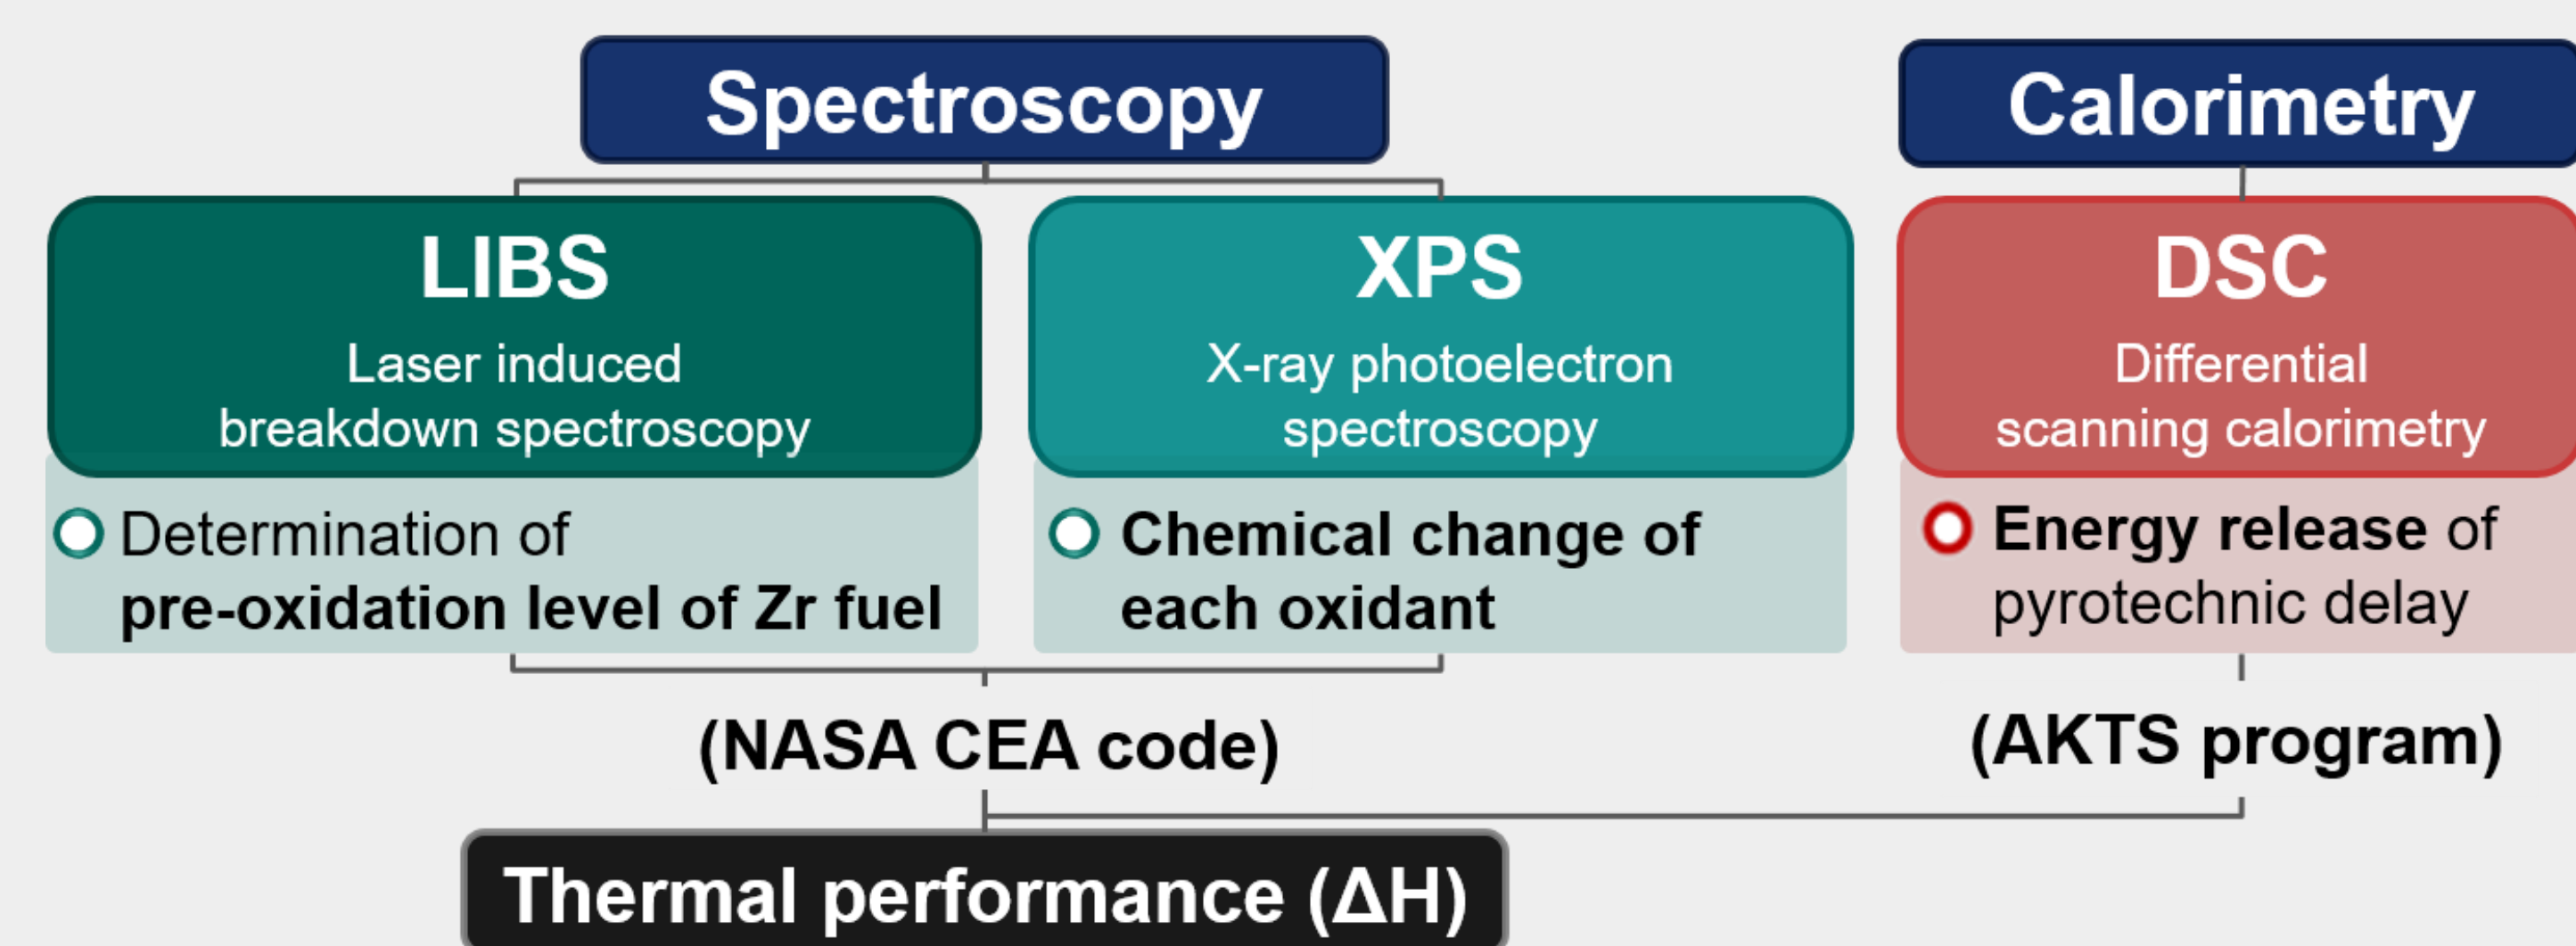 Spectroscopy
Calorimetry
LIBS
Laser induced
breakdown spectroscopy
Determination of
pre-oxidation level of Zr fuel
XPS
X-ray photoelectron
spectroscopy
Chemical change of
each oxidant
DSC
Differential
scanning calorimetry
Energy release of
pyrotechnic delay
(NASA CEA code)
(AKTS program)
Thermal performance (ΔH)